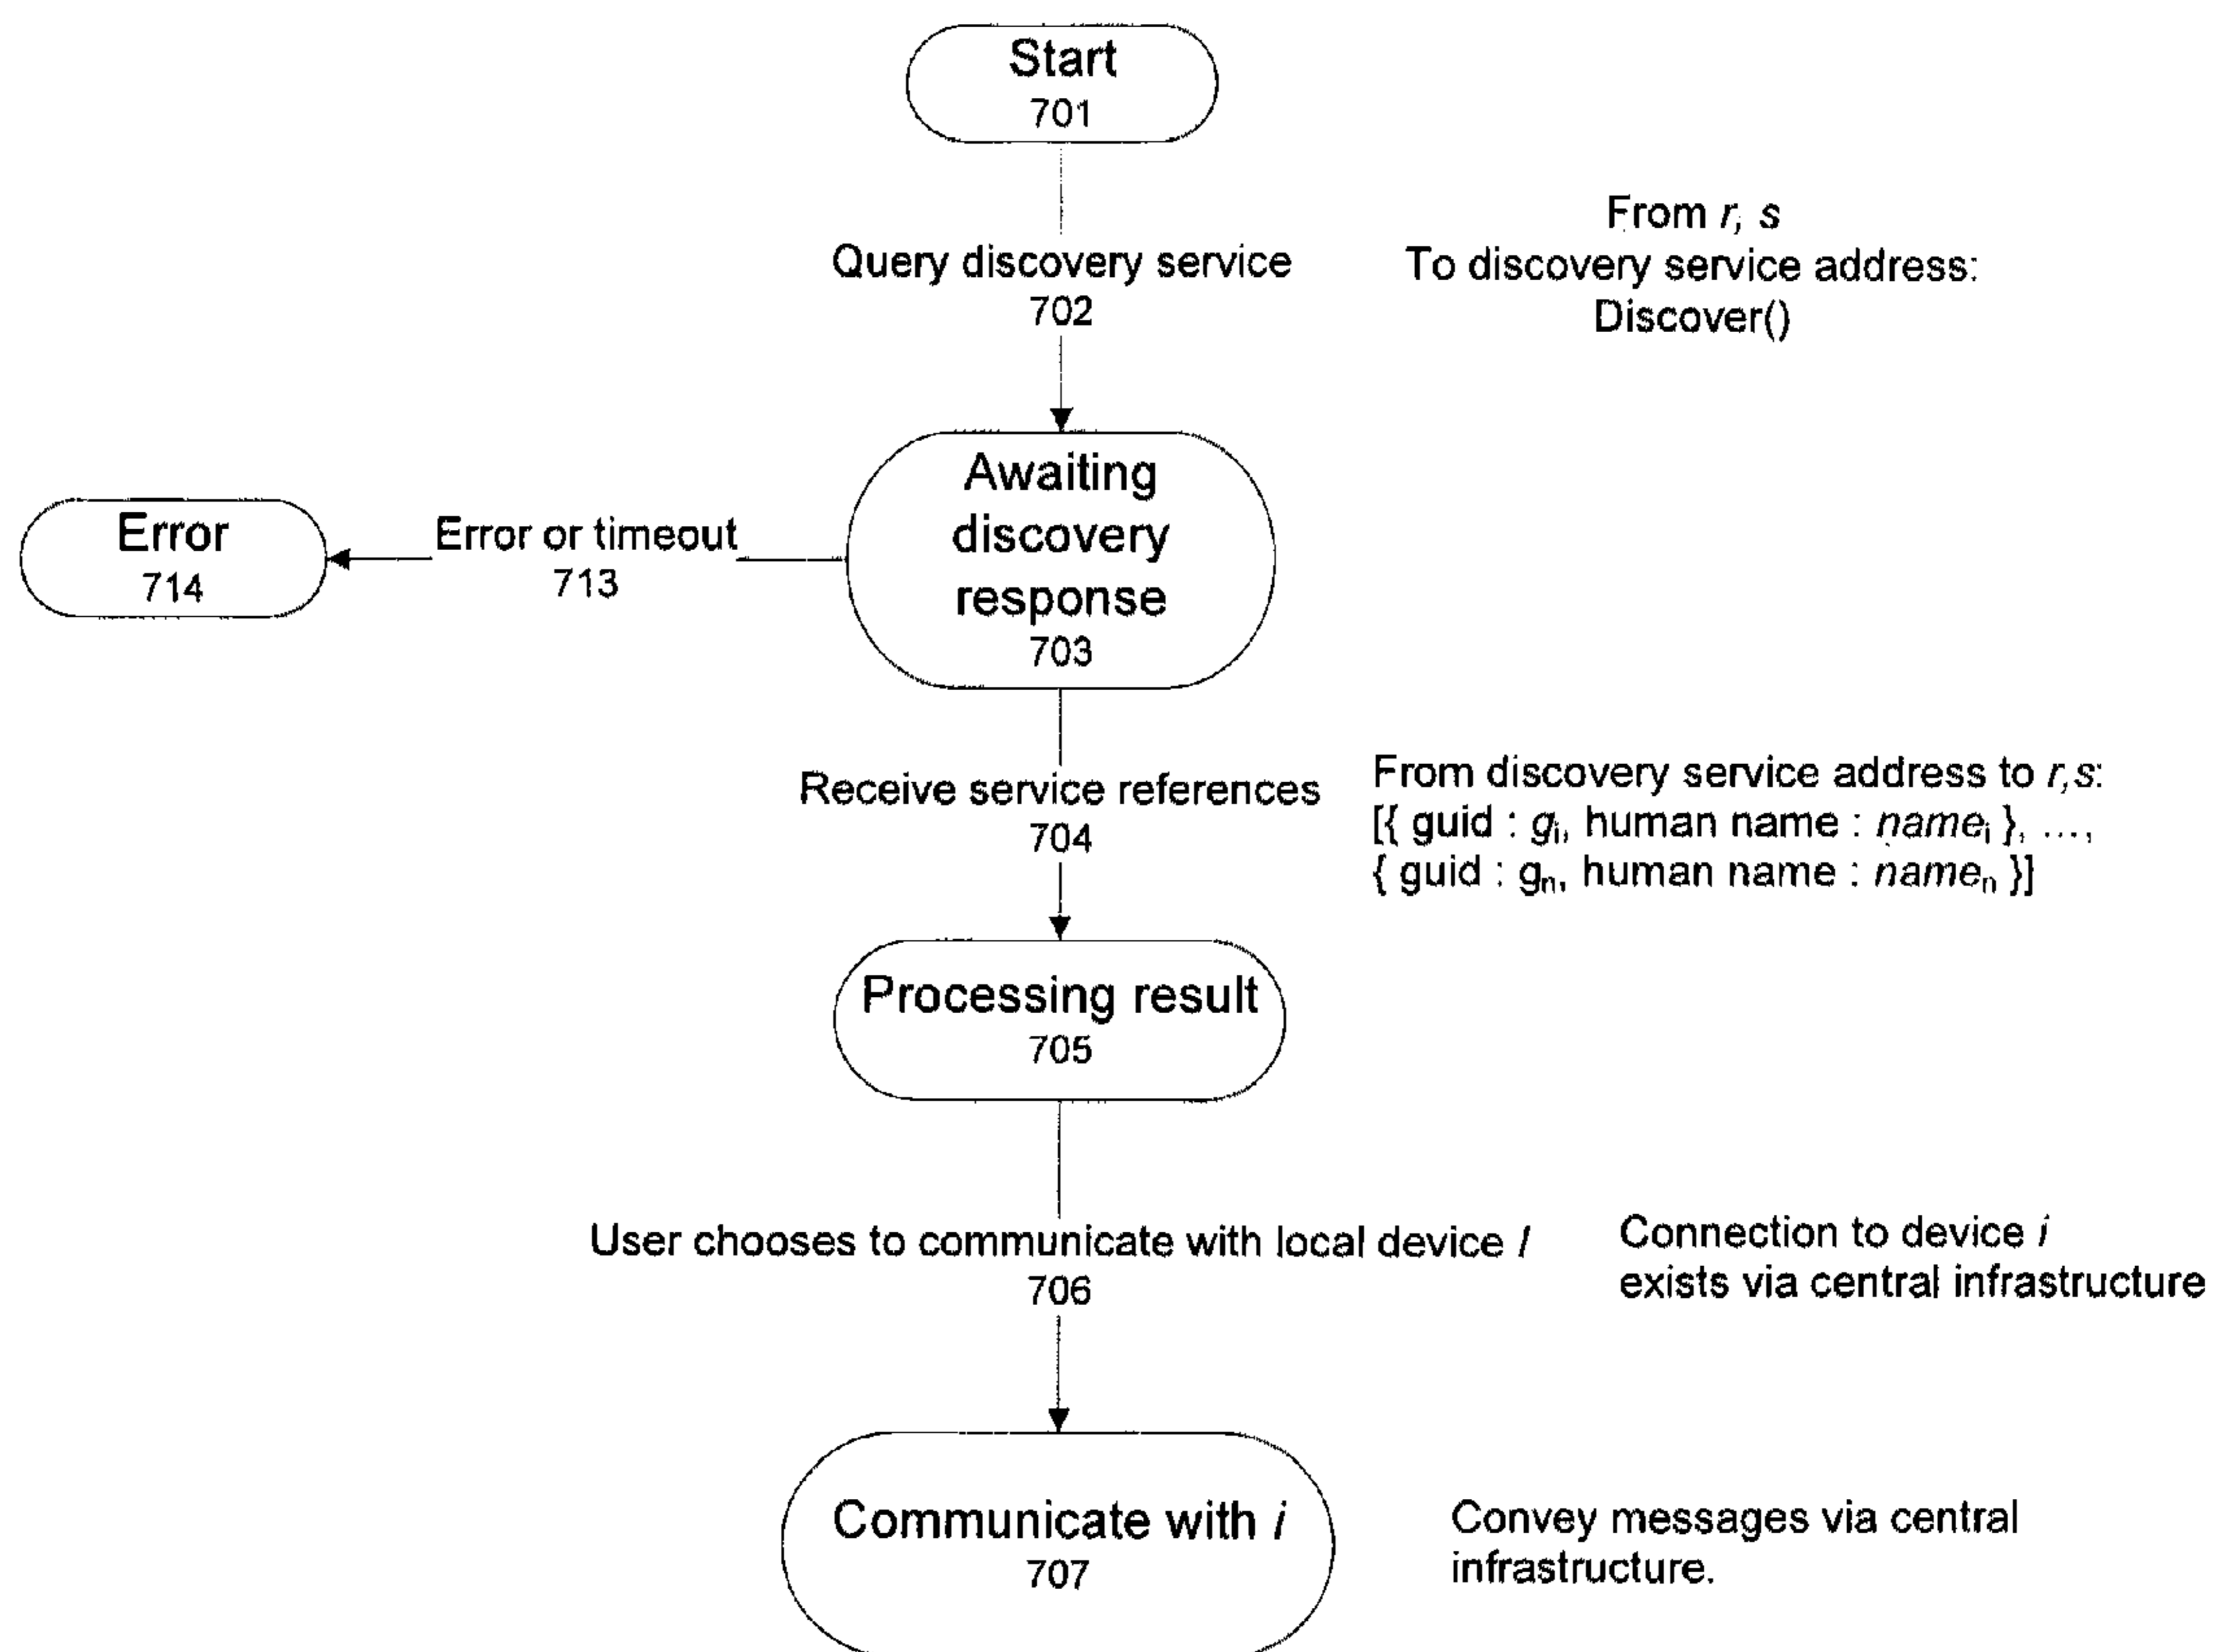 Start
701
Query discovery service
702
From r, s
To discovery service address:
Discover()
Awaiting
discovery
response
703
Error or timeout
713
Error
714
Receive service references
704
From discovery service address to r,s:
[{ guid : gᵢ, human name : nameᵢ }, ...,
{ guid : gₙ, human name : nameₙ }]
Processing result
705
User chooses to communicate with local device I
706
Connection to device i
exists via central infrastructure
Communicate with i
707
Convey messages via central
infrastructure.